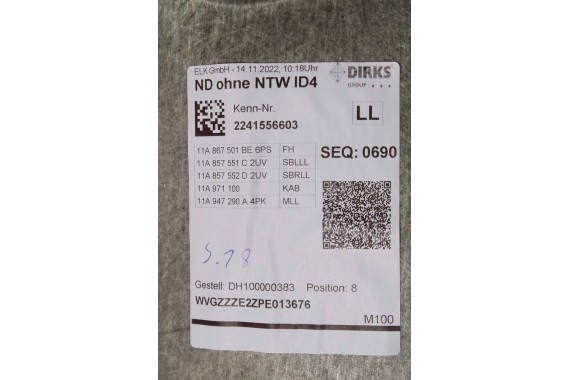 ELK GmbH - 14.11.2022, 10:18Uhr
DIRKS
GROUP
ND ohne NTW ID4
Kenn-Nr.
2241556603
LL
11A 867 501 BE 6PS FH
11A 857 551 C 2UV SBLLL
11A 857 552 D 2UV SBRLL
11A 971 100 KAB
11A 947 290 A 4PK MLL
SEQ: 0690
S.18
Gestell: DH100000383 Position: 8
WVGZZZE2ZPE013676
M100